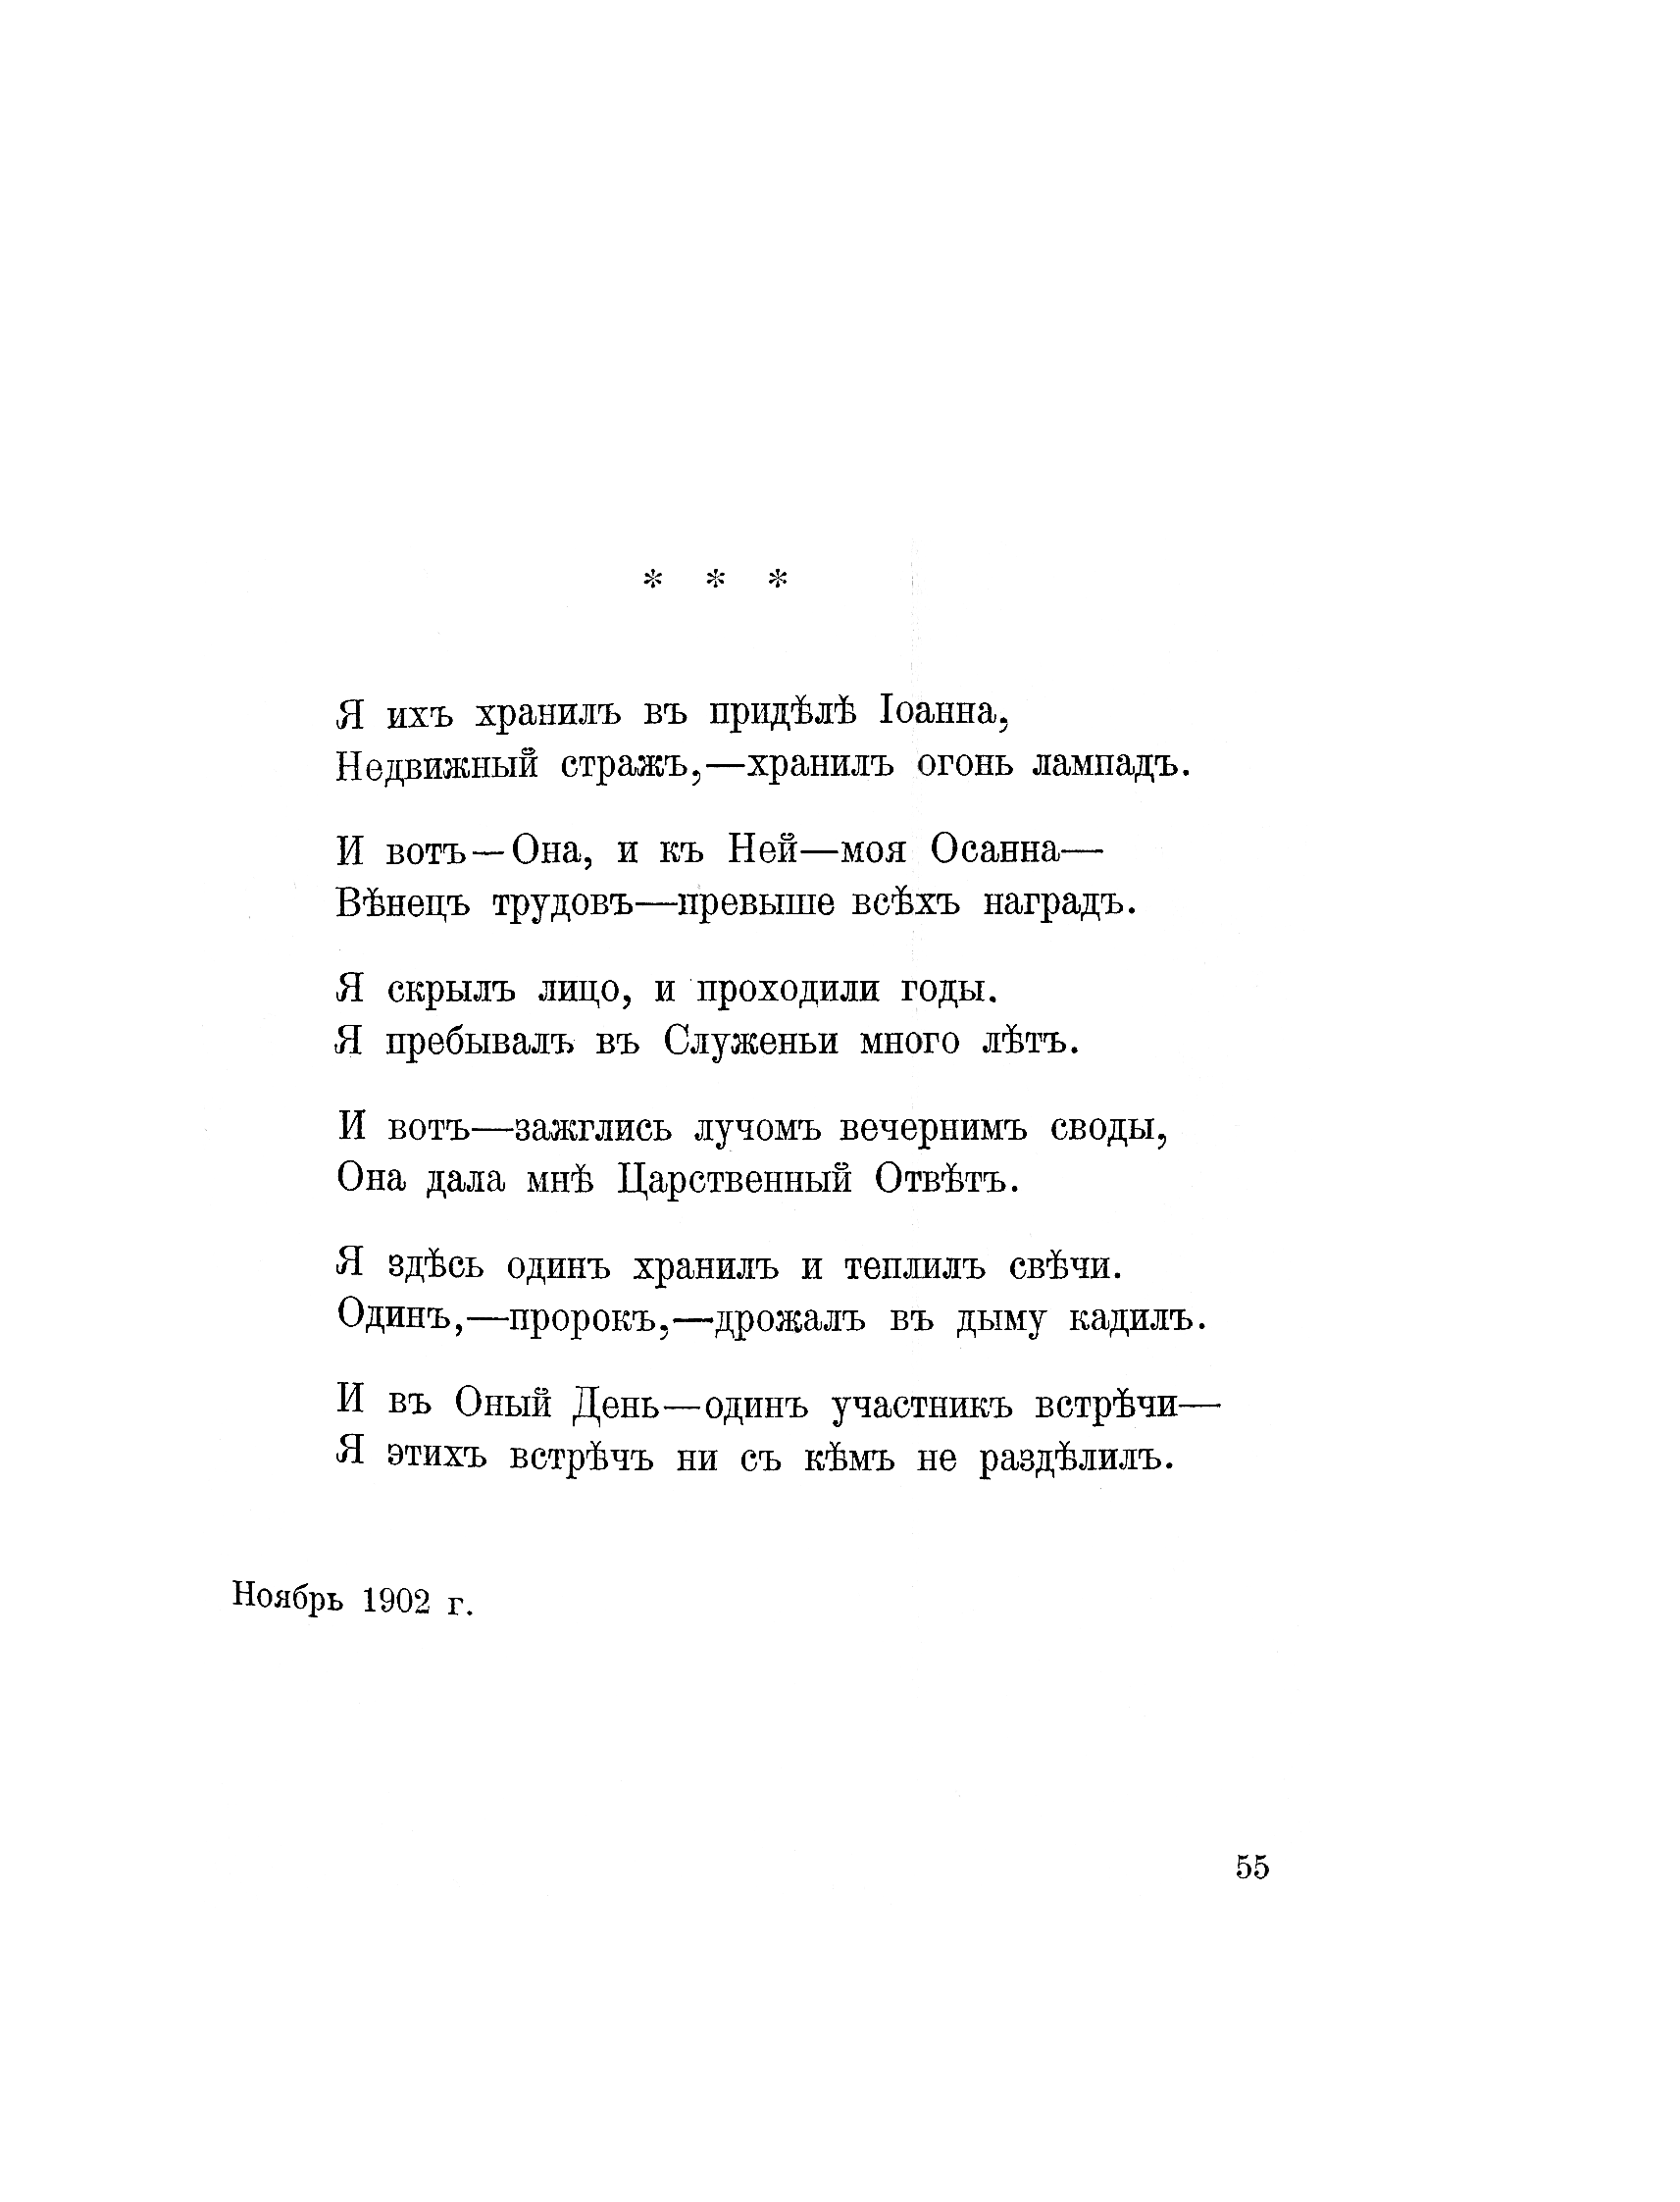 * * *
Я ихъ хранилъ въ придѣлѣ Іоанна,
Недвижный стражъ,—хранилъ огонь лампадъ.
И вотъ—Она, и къ Ней—моя Осанна—
Вѣнецъ трудовъ—превыше всѣхъ наградъ.
Я скрылъ лицо, и проходили годы.
Я пребывалъ въ Служеньи много лѣтъ.
И вотъ—зажглись лучомъ вечернимъ своды,
Она дала мнѣ Царственный Отвѣтъ.
Я здѣсь одинъ хранилъ и теплилъ свѣчи.
Одинъ,—пророкъ,—дрожалъ въ дыму кадилъ.
И въ Оный День—одинъ участникъ встрѣчи—
Я этихъ встрѣчъ ни съ кѣмъ не раздѣлилъ.
Ноябрь 1902 г.
55